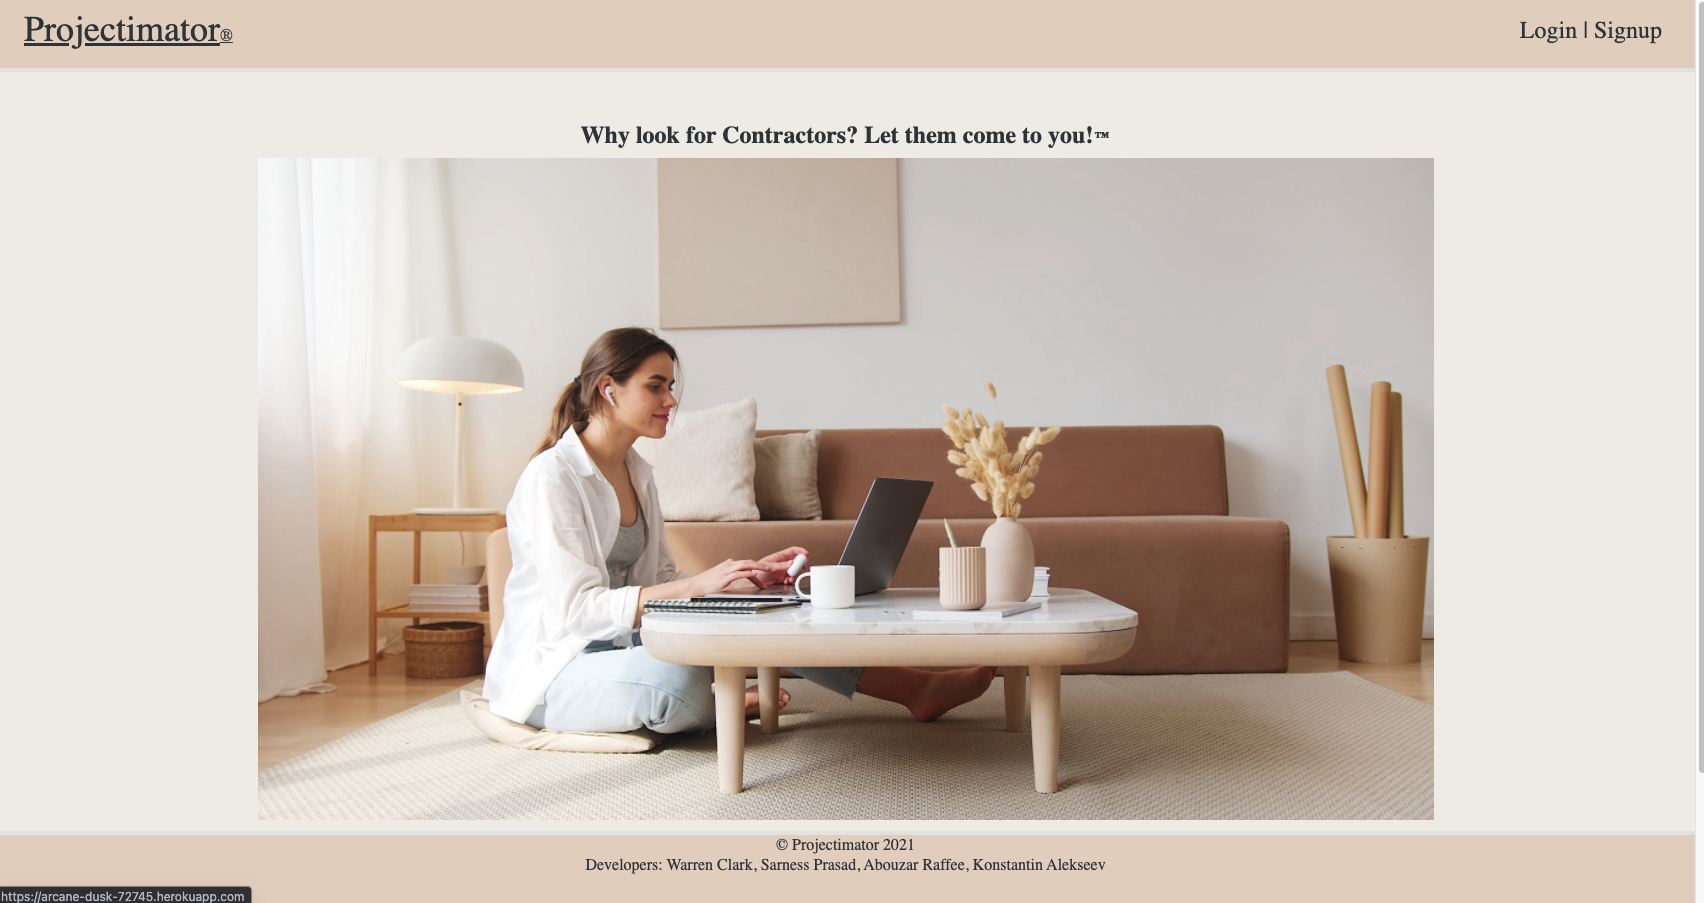 Projectimator®
Login | Signup
Why look for Contractors? Let them come to you!™
© Projectimator 2021
Developers: Warren Clark, Sarness Prasad, Abouzar Raffee, Konstantin Alekseev
https://arcane-dusk-72745.herokuapp.com